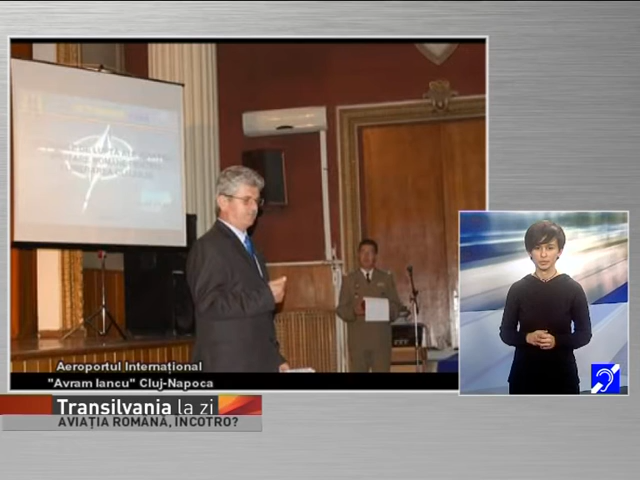 Aeroportul Internațional
"Avram Iancu" Cluj-Napoca
Transilvania la zi
AVIAȚIA ROMÂNĂ, ÎNCOTRO?